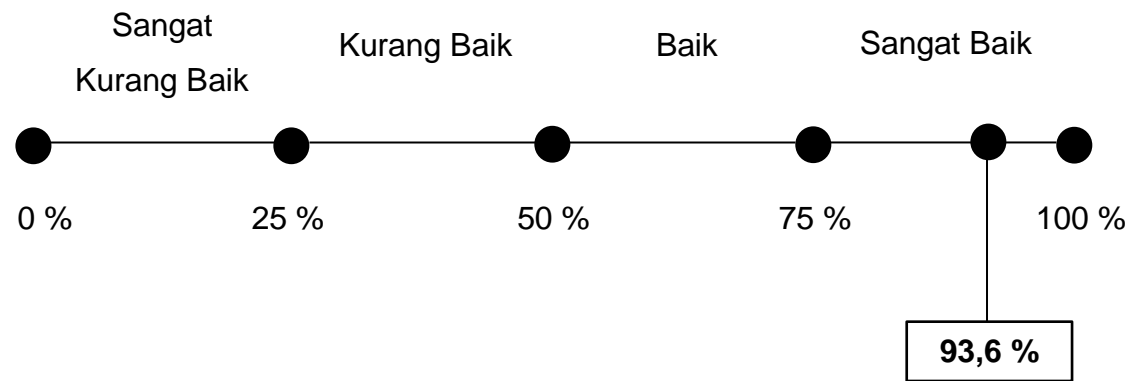 Sangat
Kurang Baik
Kurang Baik
Baik
Sangat Baik
0 %
25 %
50 %
75 %
100 %
93,6 %